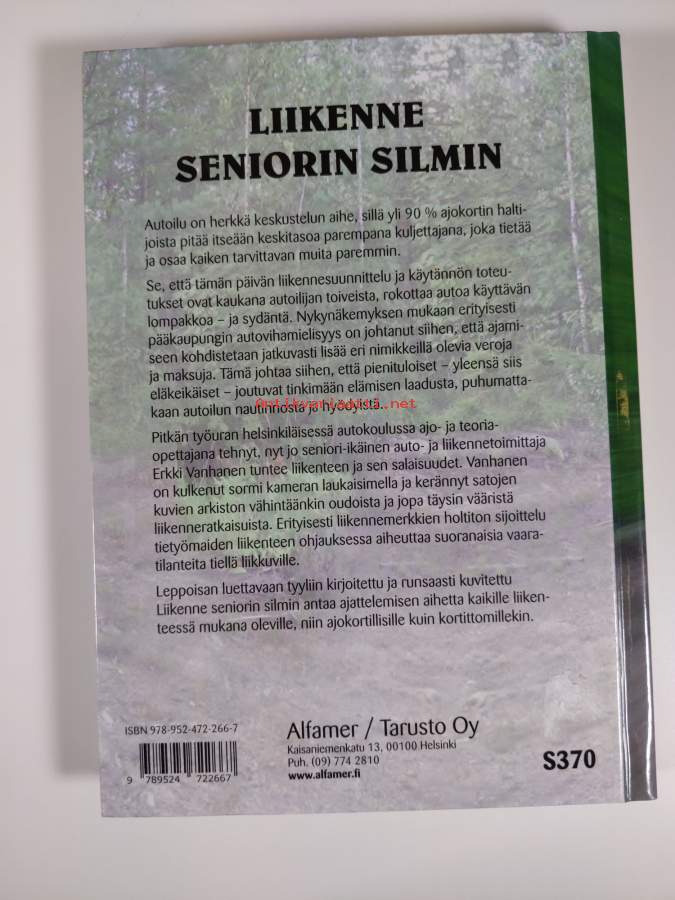 LIIKENNE
SENIORIN SILMIN
Autoilu on herkkä keskustelun aihe, sillä yli 90 % ajokortin halti-
joista pitää itseään keskitasoa parempana kuljettajana, joka tietää
ja osaa kaiken tarvittavan muita paremmin.
Se, että tämän päivän liikennesuunnittelu ja käytännön toteu-
tukset ovat kaukana autoilijan toiveista, rokottaa autoa käyttävän
lompakkoa – ja sydäntä. Nykynäkemyksen mukaan erityisesti
pääkaupungin autovihamielisyys on johtanut siihen, että ajami-
seen kohdistetaan jatkuvasti lisää eri nimikkeillä olevia veroja
ja maksuja. Tämä johtaa siihen, että pienituloiset – yleensä siis
eläkeikäiset – joutuvat tinkimään elämisen laadusta, puhumatta-
kaan autoilun nautinnosta ja hyödyistä.
Antikvariaatti.net
Pitkän työuran helsinkiläisessä autokoulussa ajo- ja teoria-
opettajana tehnyt, nyt jo seniori-ikäinen auto- ja liikennetoimittaja
Erkki Vanhanen tuntee liikenteen ja sen salaisuudet. Vanhanen
on kulkenut sormi kameran laukaisimella ja kerännyt satojen
kuvien arkiston vähintäänkin oudoista ja jopa täysin vääristä
liikenneratkaisuista. Erityisesti liikennemerkkien holtiton sijoittelu
tietyömaiden liikenteen ohjauksessa aiheuttaa suoranaisia vaara-
tilanteita tiellä liikkuville.
Leppoisan luettavaan tyyliin kirjoitettu ja runsaasti kuvitettu
Liikenne seniorin silmin antaa ajattelemisen aihetta kaikille liiken-
teessä mukana oleville, niin ajokortillisille kuin kortittomillekin.
ISBN 978-952-472-266-7
9 789524 722667
Alfamer / Tarusto Oy
Kaisaniemenkatu 13, 00100 Helsinki
Puh. (09) 774 2810
www.alfamer.fi
S370